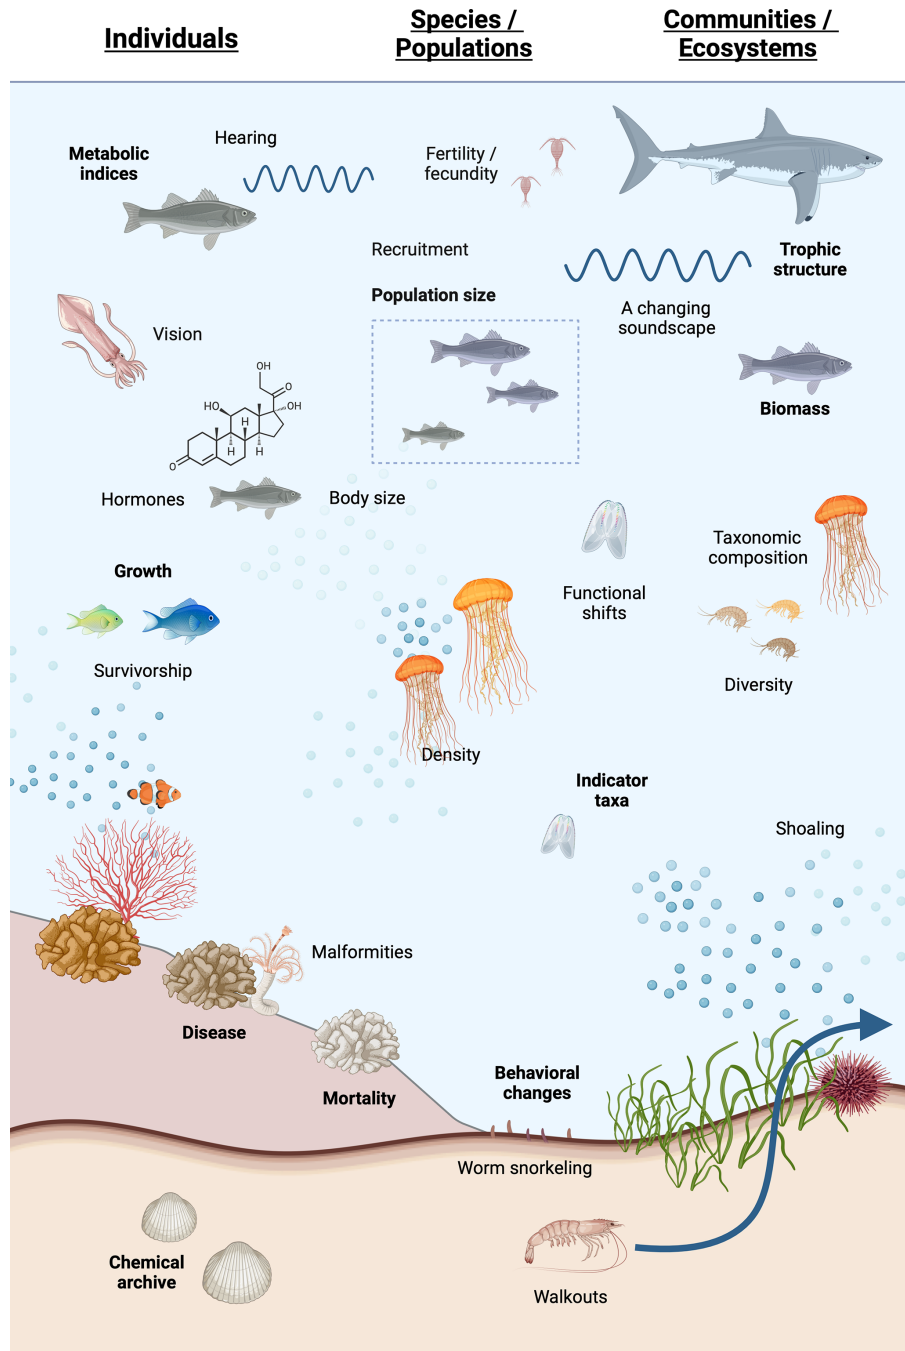 Individuals
Species /
Populations
Communities /
Ecosystems
Metabolic
indices
Hearing
Fertility /
fecundity
Recruitment
Trophic
structure
Population size
A changing
soundscape
Vision
Biomass
OH
O
HO
OH
H
H
H
O
Hormones
Body size
Taxonomic
composition
Growth
Functional
shifts
Survivorship
Diversity
Density
Indicator
taxa
Shoaling
Malformities
Disease
Behavioral
changes
Mortality
Worm snorkeling
Chemical
archive
Walkouts